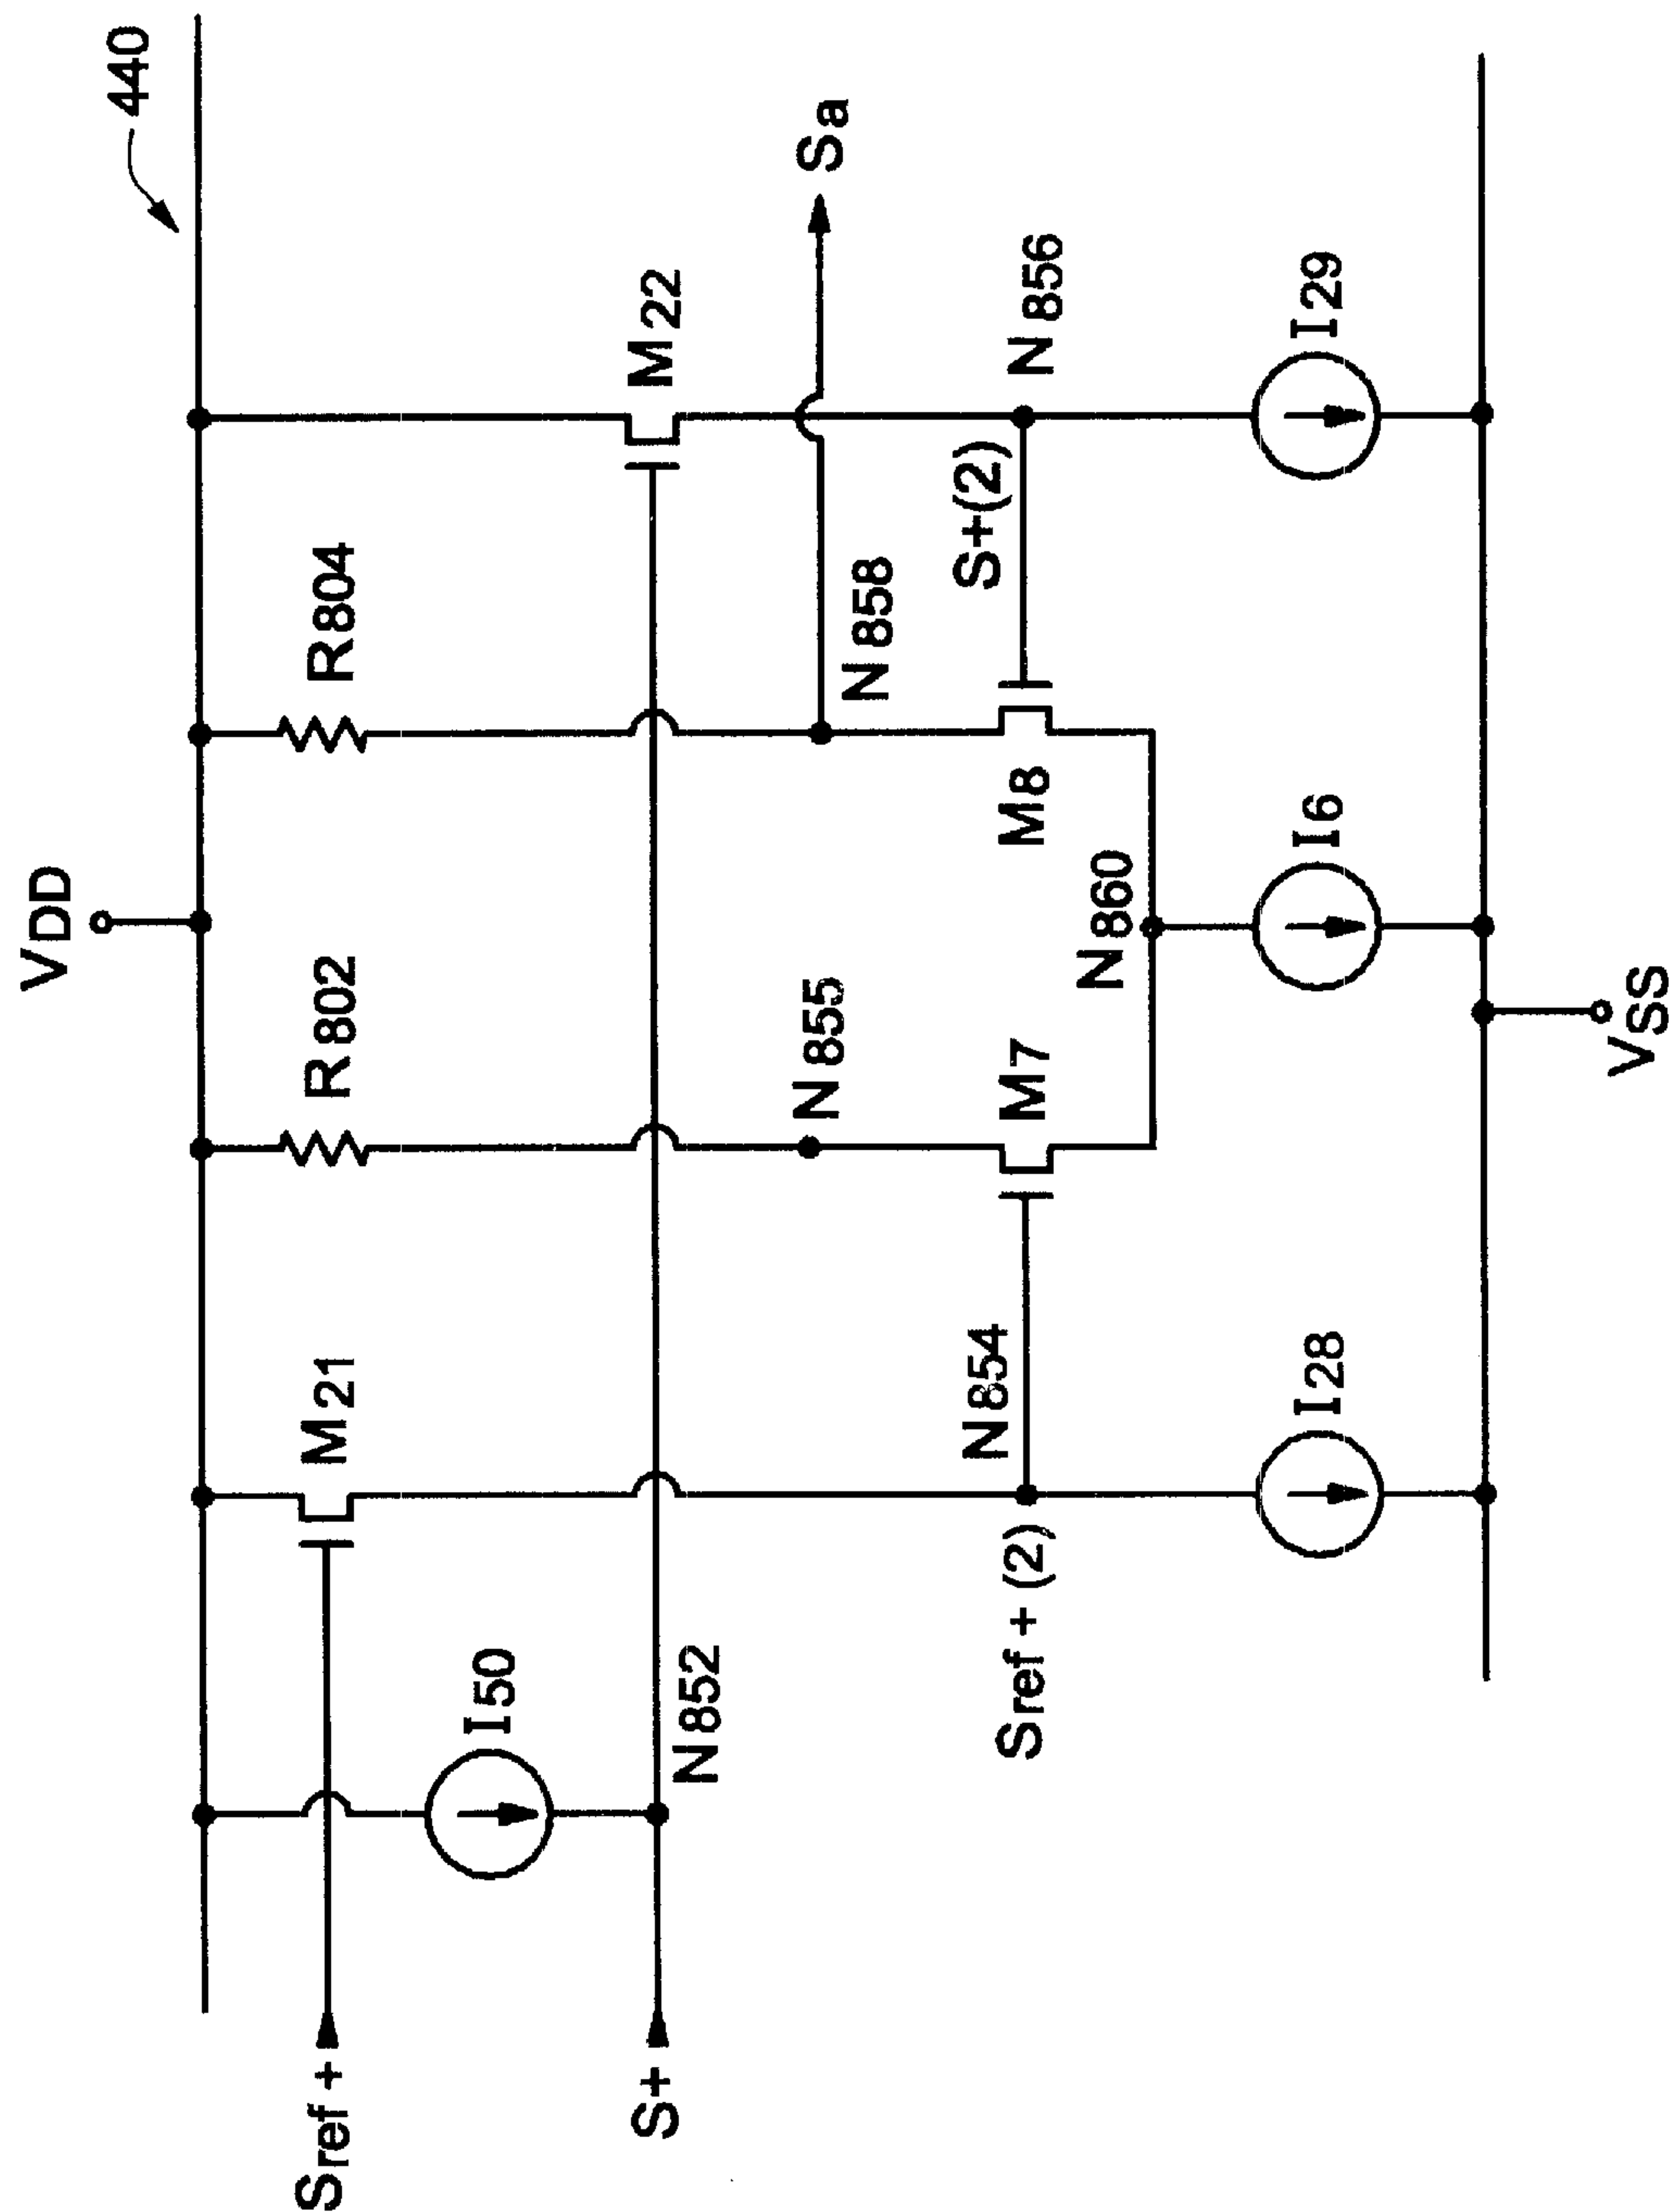 440
VDD
R802
R804
M21
M22
I50
Sref +
S+
N852
N855
N858
Sa
N854
M7
M8
S+(2)
N856
Sref + (2)
N860
I28
I6
I29
VSS